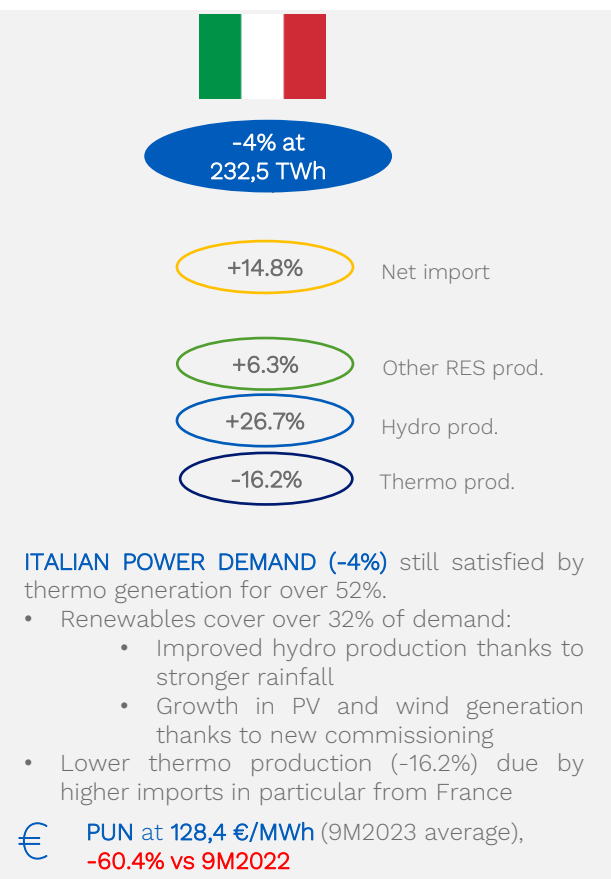 -4% at
232,5 TWh
+14.8% Net import
+6.3% Other RES prod.
+26.7% Hydro prod.
-16.2% Thermo prod.
ITALIAN POWER DEMAND (-4%) still satisfied by
thermo generation for over 52%.
• Renewables cover over 32% of demand:
• Improved hydro production thanks to
stronger rainfall
• Growth in PV and wind generation
thanks to new commissioning
• Lower thermo production (-16.2%) due by
higher imports in particular from France
€ PUN at 128,4 €/MWh (9M2023 average),
-60.4% vs 9M2022